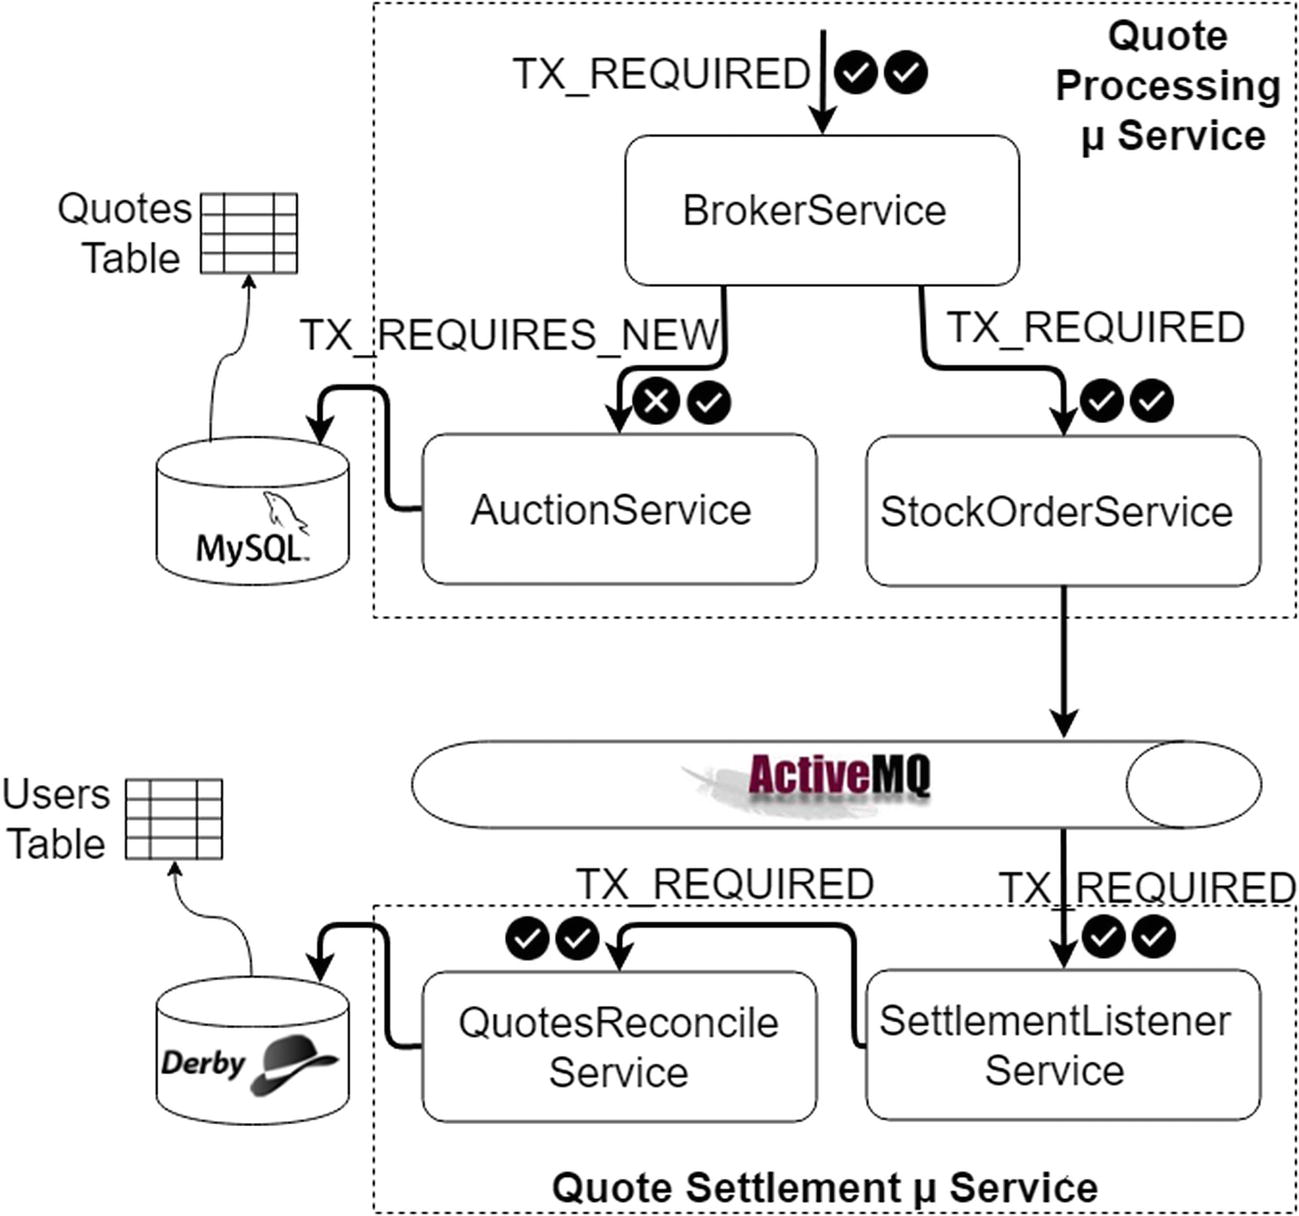 TX_REQUIRED
Quote
Processing
µ Service
BrokerService
Quotes
Table
TX_REQUIRES_NEW
TX_REQUIRED
AuctionService
StockOrderService
MySQL™
ActiveMQ
Users
Table
TX_REQUIRED
TX_REQUIRED
QuotesReconcile
Service
SettlementListener
Service
Derby
Quote Settlement µ Service